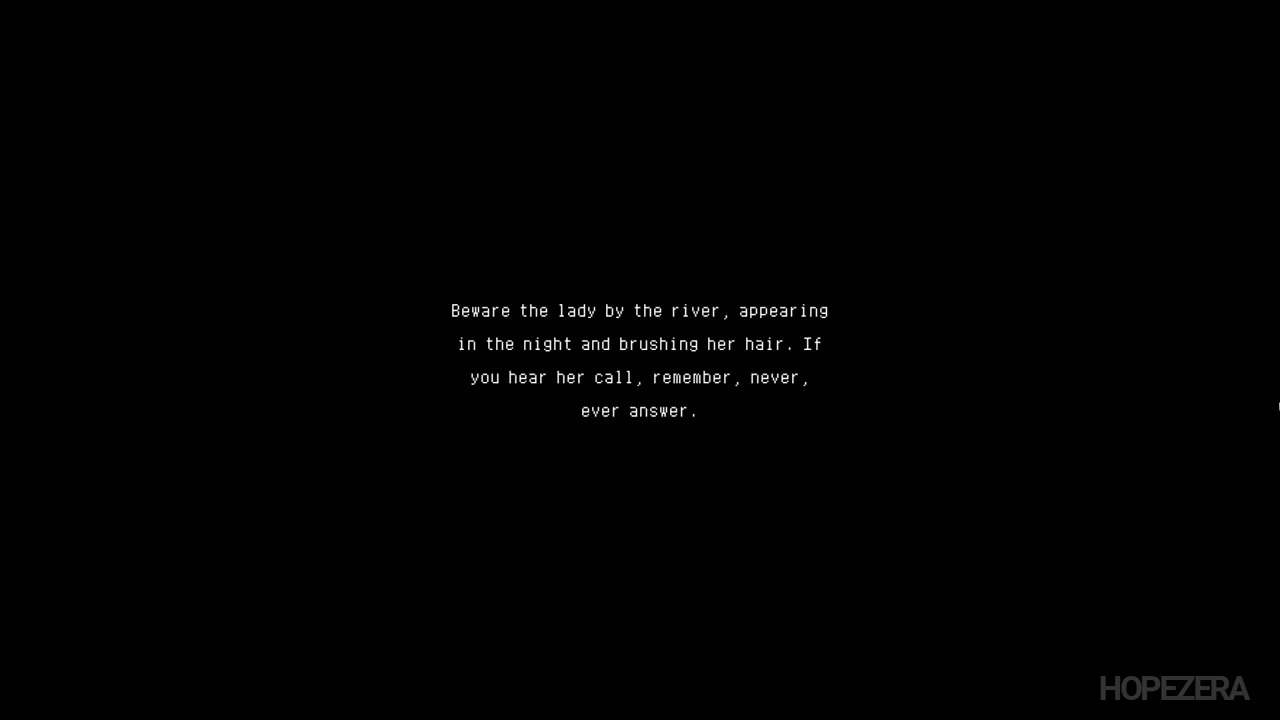 Beware the lady by the river, appearing
in the night and brushing her hair. If
you hear her call, remember, never,
ever answer.
HOPEZERA